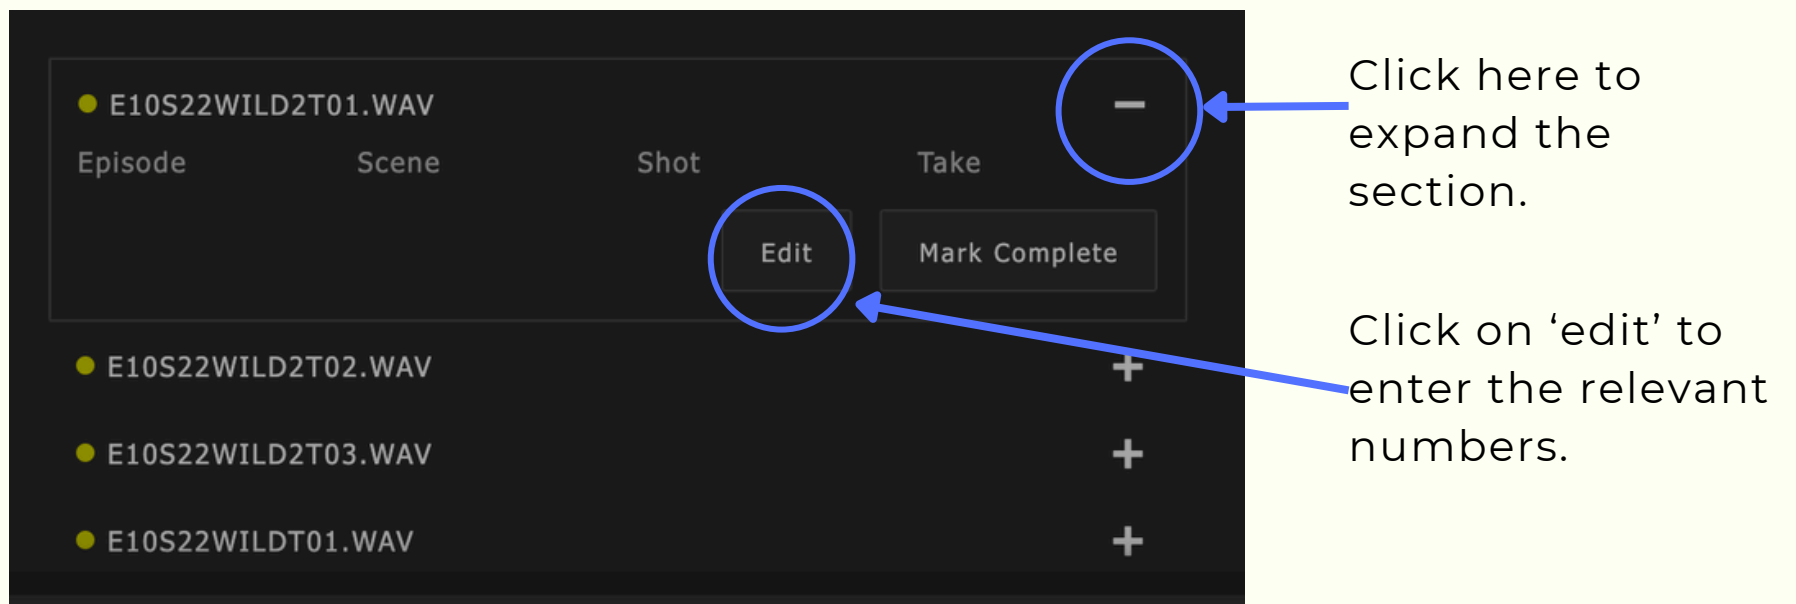 E10S22WILD2T01.WAV
Episode Scene Shot Take
Edit Mark Complete
E10S22WILD2T02.WAV
E10S22WILD2T03.WAV
E10S22WILDT01.WAV
Click here to
expand the
section.
Click on ‘edit’ to
enter the relevant
numbers.